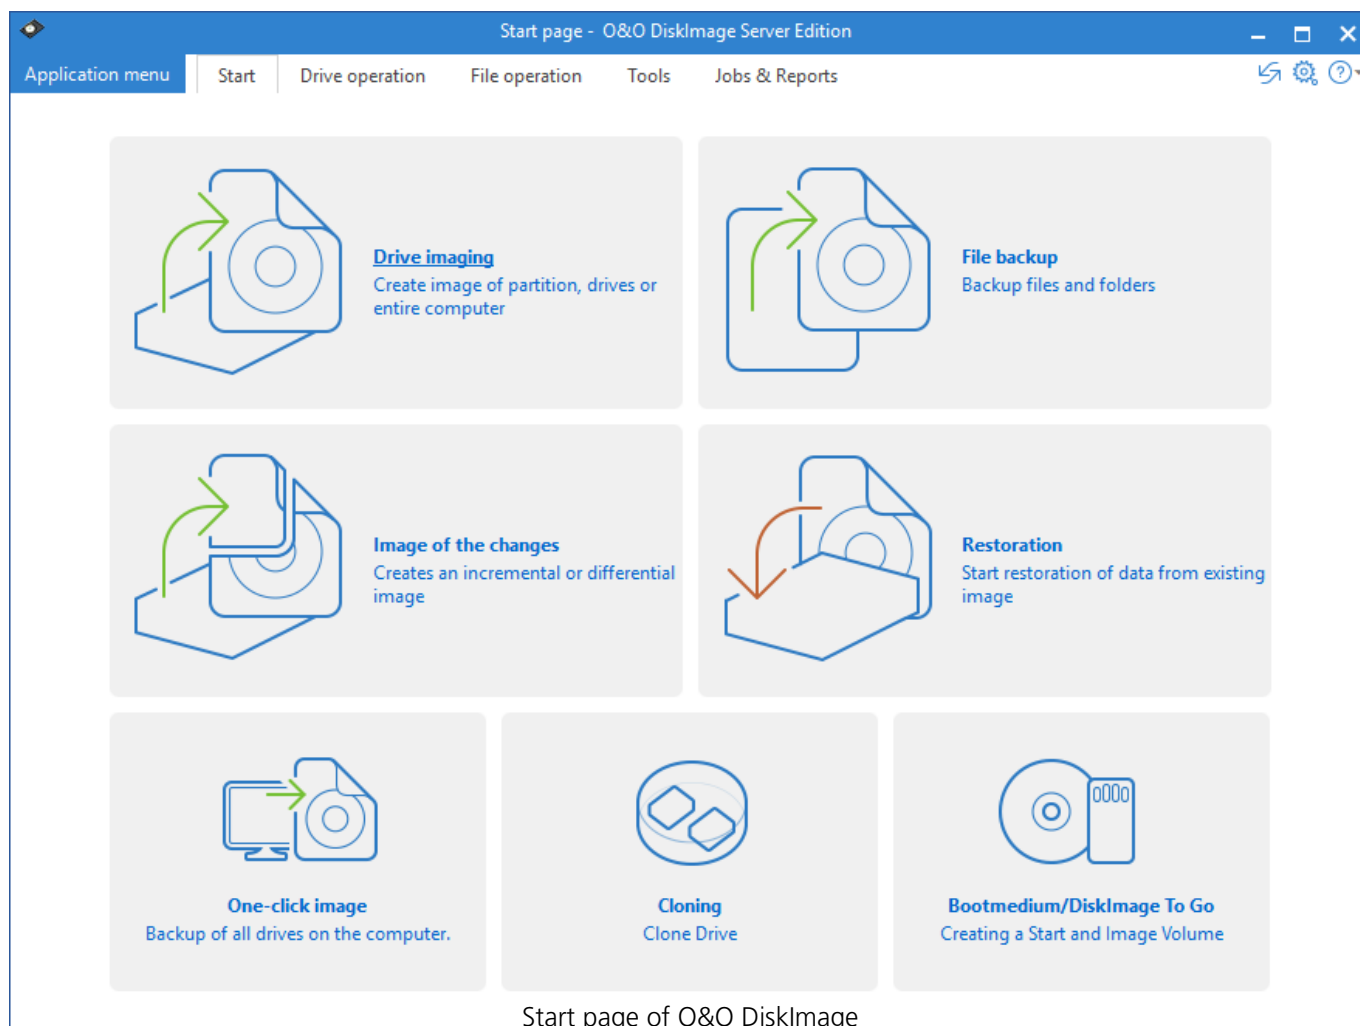 Start page - O&O DiskImage Server Edition
Application menu Start Drive operation File operation Tools Jobs & Reports
Drive imaging
Create image of partition, drives or
entire computer
File backup
Backup files and folders
Image of the changes
Creates an incremental or differential
image
Restoration
Start restoration of data from existing
image
One-click image
Backup of all drives on the computer.
Cloning
Clone Drive
Bootmedium/DiskImage To Go
Creating a Start and Image Volume
Start page of O&O DiskImage